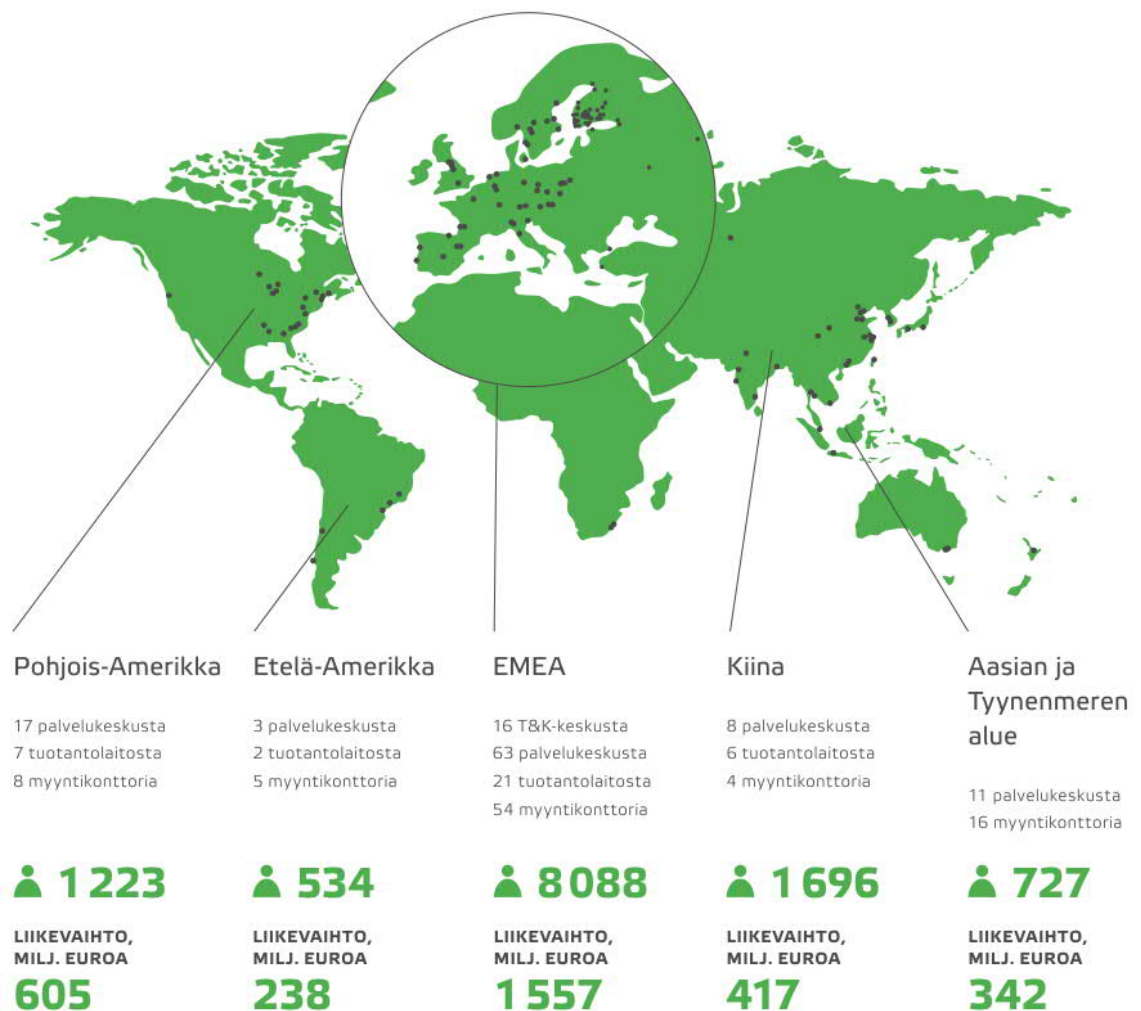 Pohjois-Amerikka
17 palvelukeskusta
7 tuotantolaitosta
8 myyntikonttoria
1 223
LIIKEVAIHTO,
MILJ. EUROA
605
Etelä-Amerikka
3 palvelukeskusta
2 tuotantolaitosta
5 myyntikonttoria
534
LIIKEVAIHTO,
MILJ. EUROA
238
EMEA
16 T&K-keskusta
63 palvelukeskusta
21 tuotantolaitosta
54 myyntikonttoria
8 088
LIIKEVAIHTO,
MILJ. EUROA
1 557
Kiina
8 palvelukeskusta
6 tuotantolaitosta
4 myyntikonttoria
1 696
LIIKEVAIHTO,
MILJ. EUROA
417
Aasian ja
Tyynenmeren
alue
11 palvelukeskusta
16 myyntikonttoria
727
LIIKEVAIHTO,
MILJ. EUROA
342